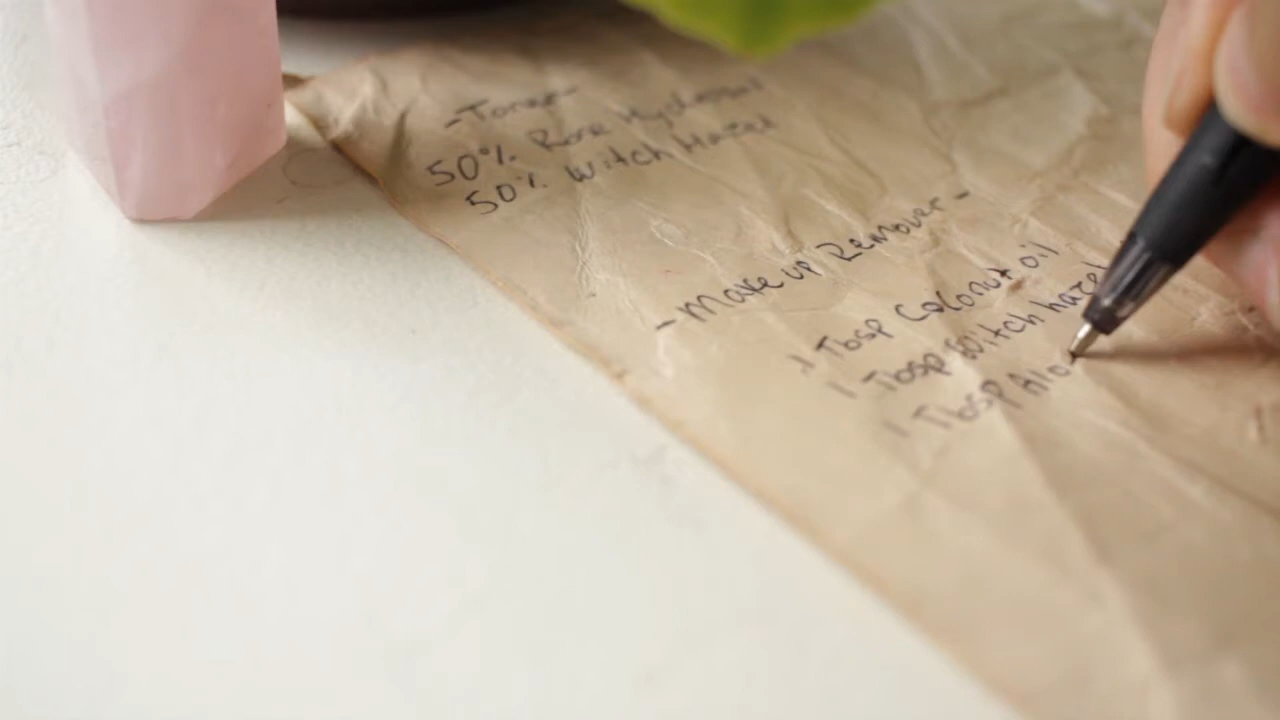 -Toner-
50% Rose Hydrosol
50% Witch Hazel
-Make up Remover-
1 Tbsp Coconut oil
1 Tbsp Witch hazel
1 Tbsp Alo